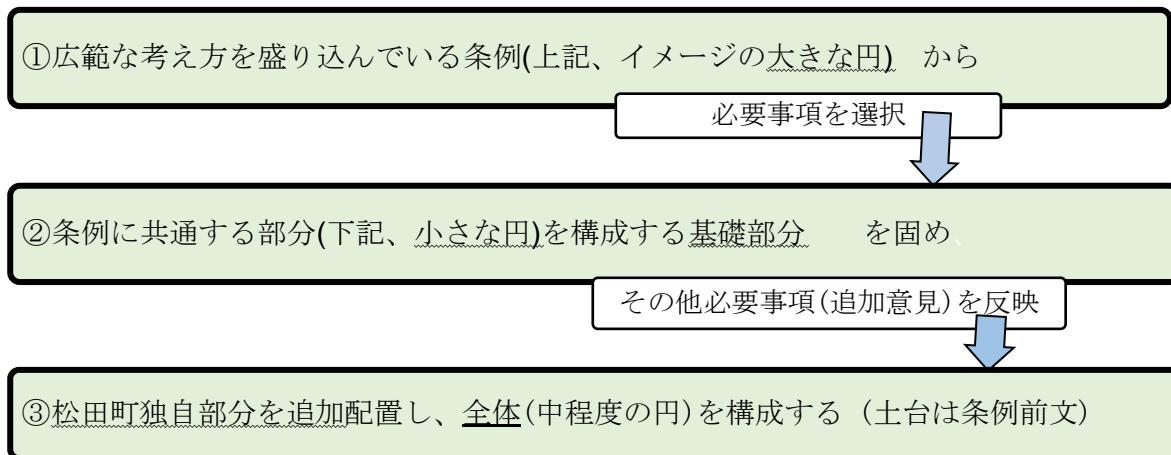 ①広範な考え方を盛り込んでいる条例(上記、イメージの大きな円)　から
必要事項を選択
②条例に共通する部分(下記、小さな円)を構成する基礎部分　　を固め、
その他必要事項(追加意見)を反映
③松田町独自部分を追加配置し、全体(中程度の円)を構成する（土台は条例前文）